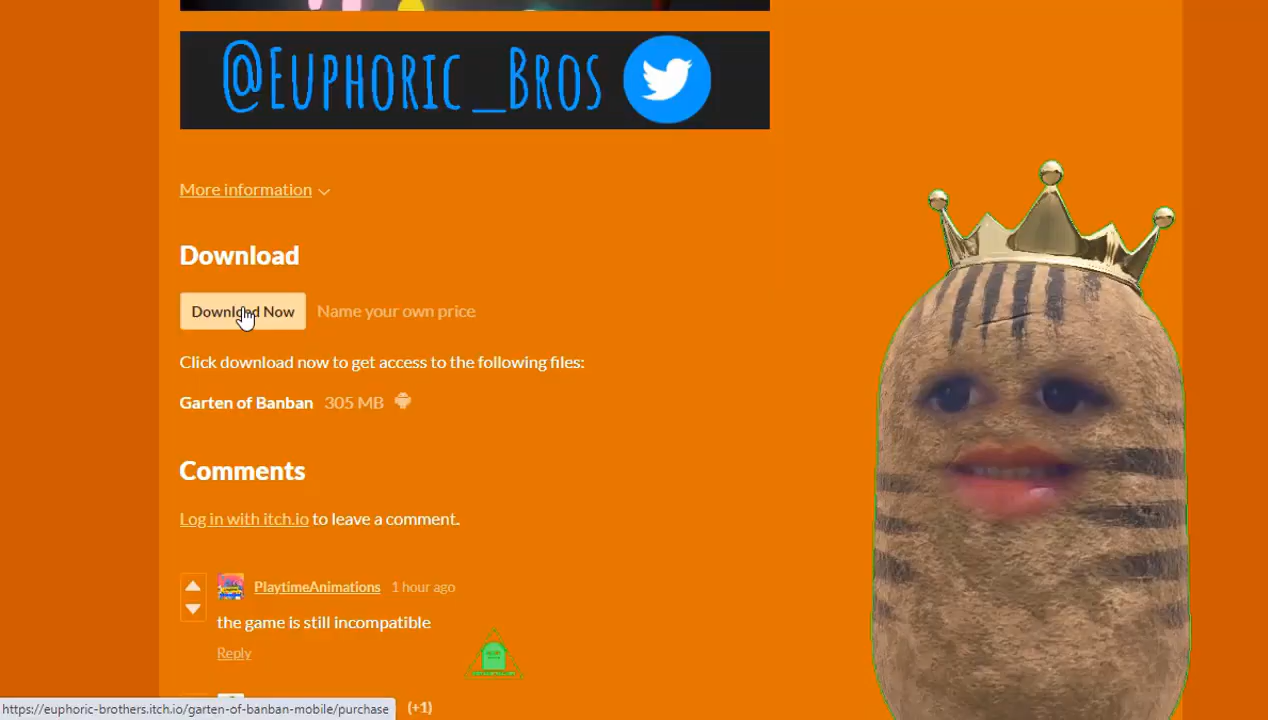 @Euphoric_Bros
More information
Download
Download Now Name your own price
Click download now to get access to the following files:
Garten of Banban 305 MB
Comments
Log in with itch.io to leave a comment.
PlaytimeAnimations 1 hour ago
the game is still incompatible
Reply
(+1)
https://euphoric-brothers.itch.io/garten-of-banban-mobile/purchase